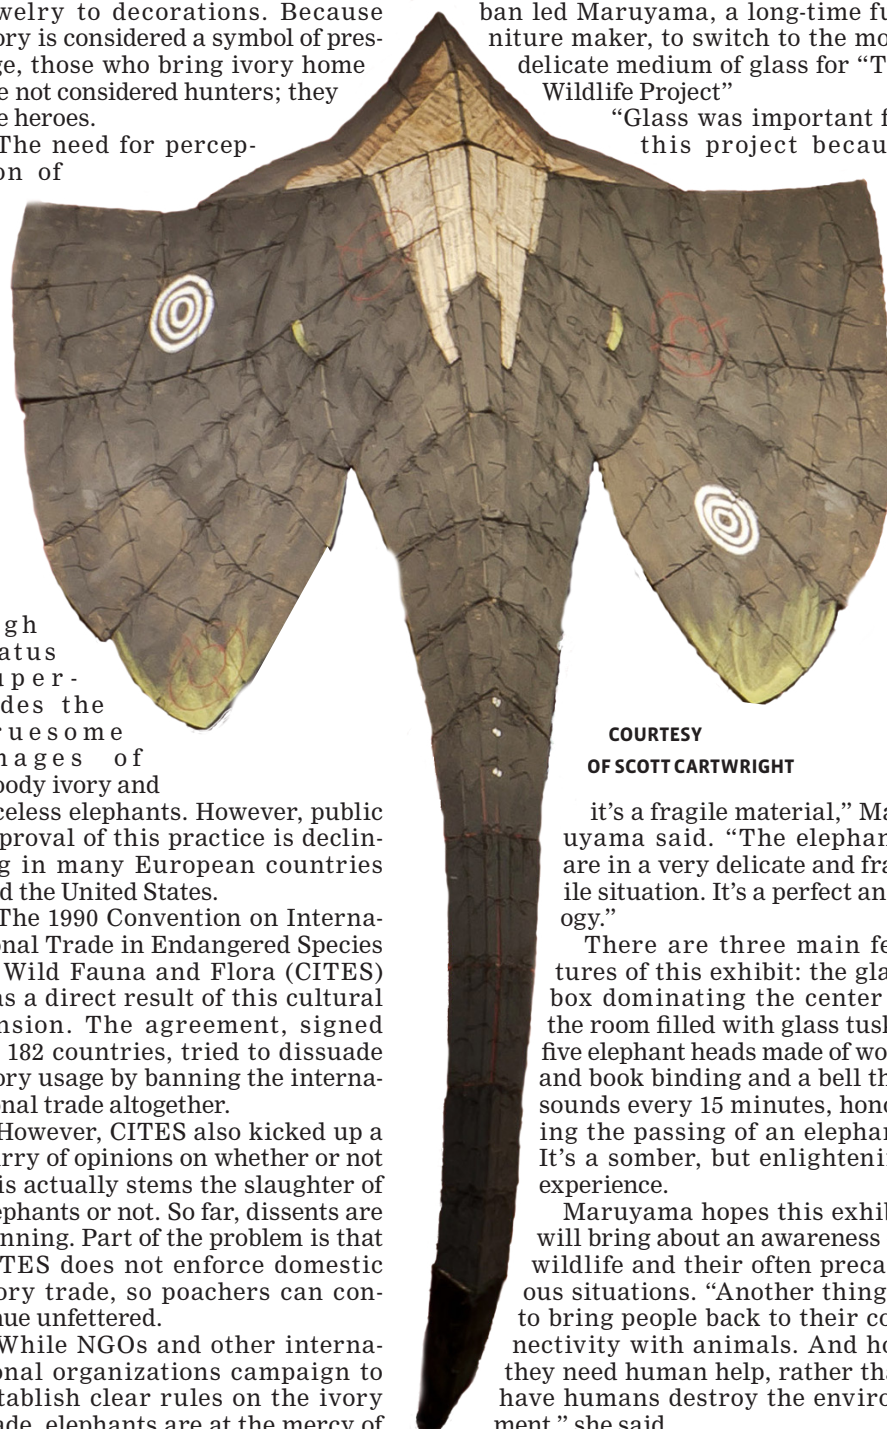 welry to decorations. Because
ory is considered a symbol of pres-
ge, those who bring ivory home
e not considered hunters; they
e heroes.
The need for percep-
on of
gh
atus
uper-
des the
ruesome
mages of
oody ivory and
celess elephants. However, public
proval of this practice is declin-
g in many European countries
d the United States.
The 1990 Convention on Interna-
onal Trade in Endangered Species
Wild Fauna and Flora (CITES)
as a direct result of this cultural
nsion. The agreement, signed
182 countries, tried to dissuade
ory usage by banning the interna-
onal trade altogether.
However, CITES also kicked up a
urry of opinions on whether or not
is actually stems the slaughter of
ephants or not. So far, dissents are
nning. Part of the problem is that
TES does not enforce domestic
ory trade, so poachers can con-
nue unfettered.
While NGOs and other interna-
onal organizations campaign to
tablish clear rules on the ivory
ade, elephants are at the mercy of
ban led Maruyama, a long-time fu
niture maker, to switch to the mo
delicate medium of glass for “T
Wildlife Project”
“Glass was important f
this project becau
COURTESY
OF SCOTT CARTWRIGHT
it’s a fragile material,” Ma
uyama said. “The elephan
are in a very delicate and fra
ile situation. It’s a perfect an
ogy.”
There are three main fe
tures of this exhibit: the gla
box dominating the center
the room filled with glass tusk
five elephant heads made of wo
and book binding and a bell th
sounds every 15 minutes, hono
ing the passing of an elephan
It’s a somber, but enlighteni
experience.
Maruyama hopes this exhib
will bring about an awareness
wildlife and their often preca
ous situations. “Another thing
to bring people back to their co
nectivity with animals. And ho
they need human help, rather tha
have humans destroy the enviro
ment,” she said